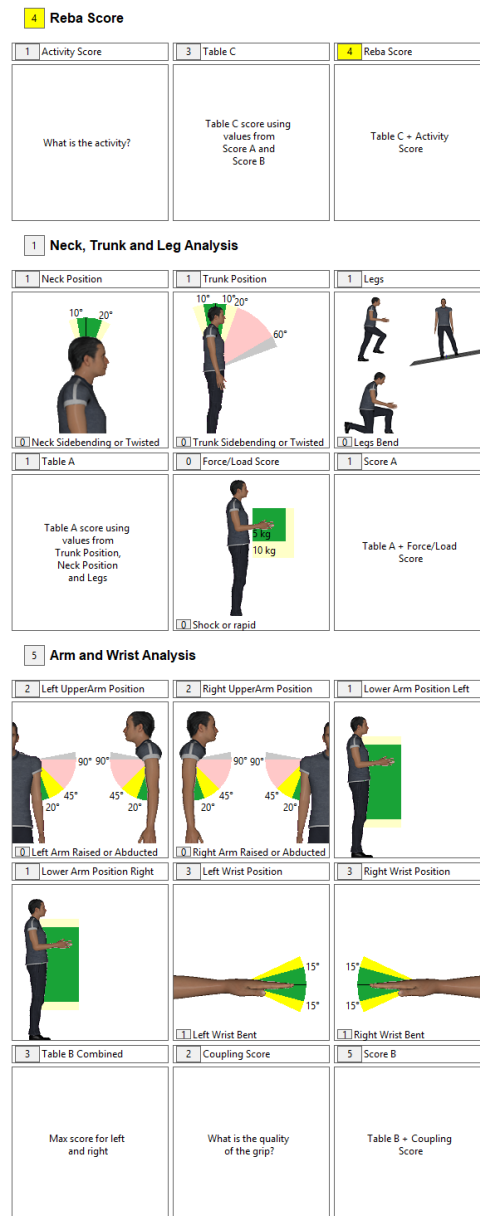 4 Reba Score
1 Activity Score
3 Table C
4 Reba Score
What is the activity?
Table C score using
values from
Score A and
Score B
Table C + Activity
Score
1 Neck, Trunk and Leg Analysis
1 Neck Position
1 Trunk Position
1 Legs
10° 20°
10° 10° 20°
60°
0 Neck Sidebending or Twisted
0 Trunk Sidebending or Twisted
0 Legs Bend
1 Table A
0 Force/Load Score
1 Score A
Table A score using
values from
Trunk Position,
Neck Position
and Legs
5 kg
10 kg
0 Shock or rapid
Table A + Force/Load
Score
5 Arm and Wrist Analysis
2 Left UpperArm Position
2 Right UpperArm Position
1 Lower Arm Position Left
90° 90°
45° 45°
20° 20°
90° 90°
45° 45°
20° 20°
0 Left Arm Raised or Abducted
0 Right Arm Raised or Abducted
1 Lower Arm Position Right
3 Left Wrist Position
3 Right Wrist Position
15°
15°
15°
15°
1 Left Wrist Bent
1 Right Wrist Bent
3 Table B Combined
2 Coupling Score
5 Score B
Max score for left
and right
What is the quality
of the grip?
Table B + Coupling
Score